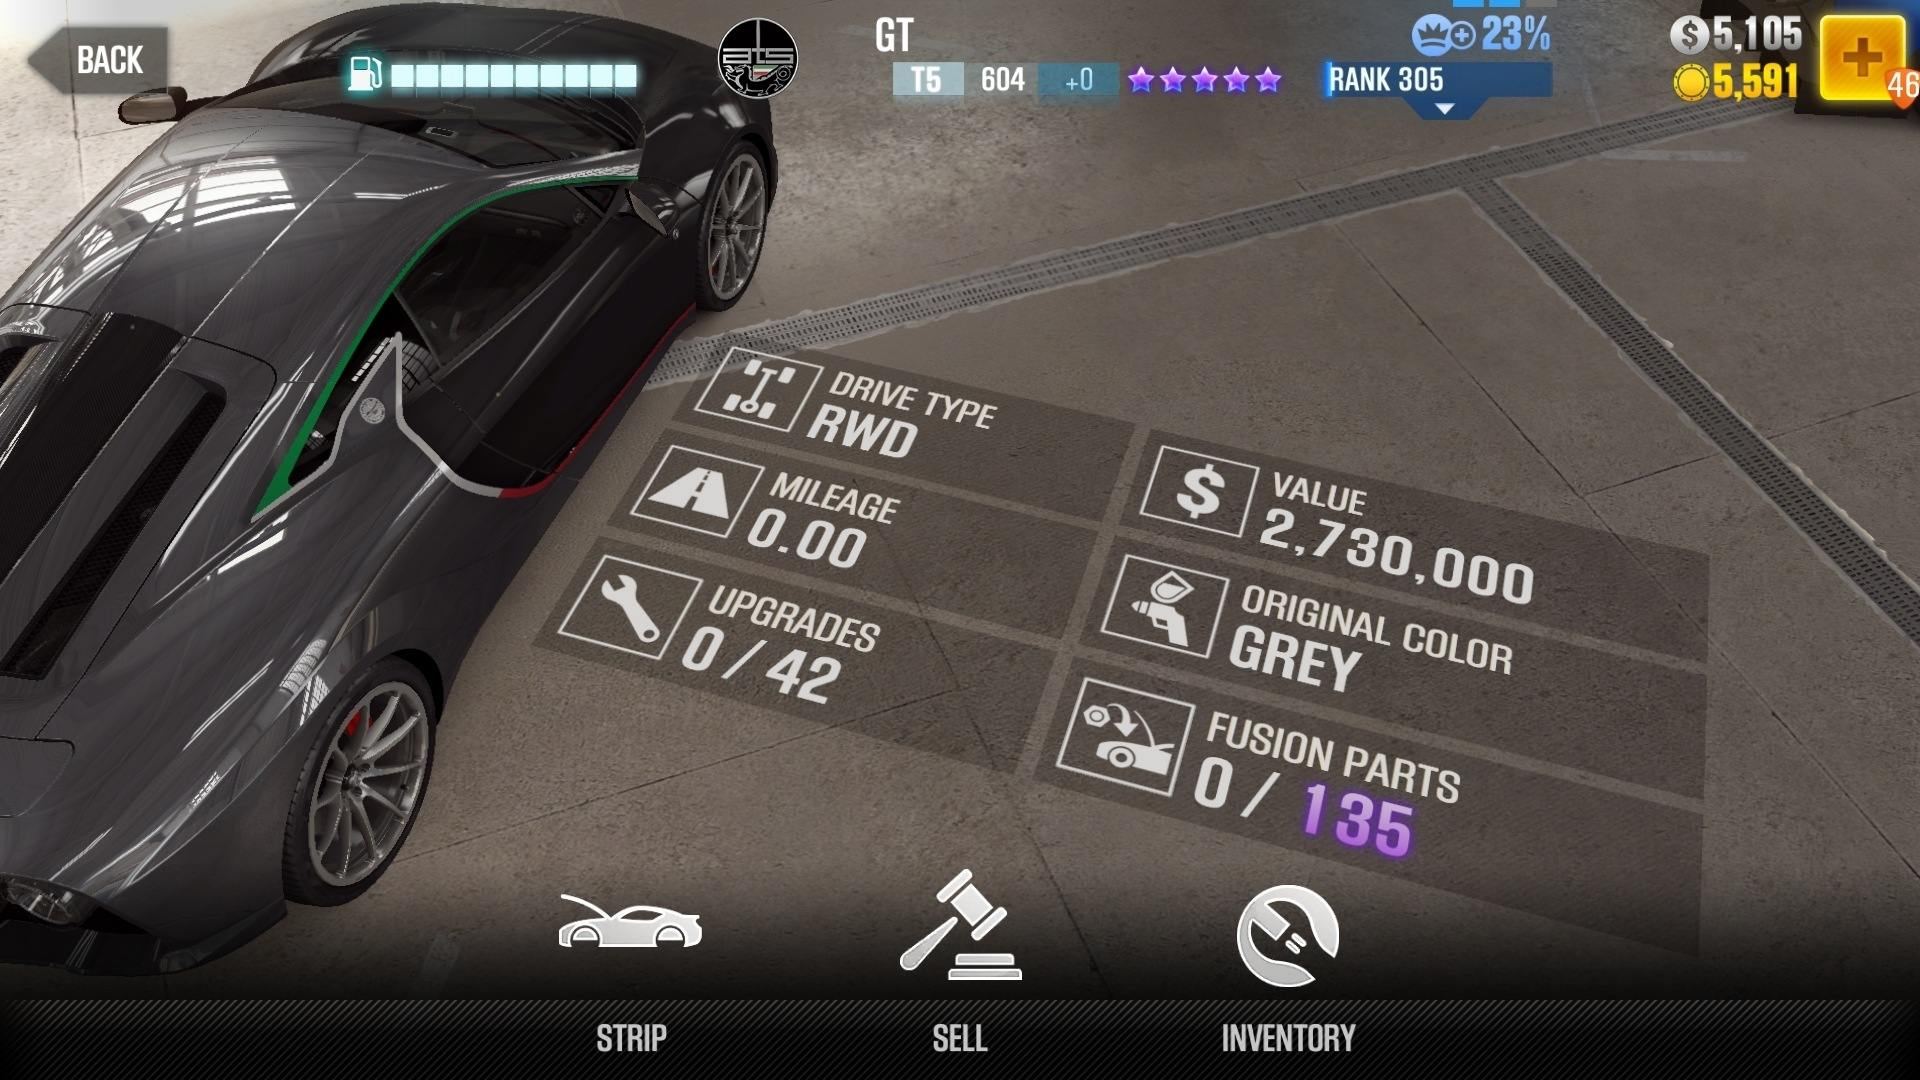 BACK
ats
GT
T5 604 +0
23%
RANK 305
5,105
5,591
46
DRIVE TYPE
RWD
MILEAGE
0.00
UPGRADES
0/42
VALUE
2,730,000
ORIGINAL COLOR
GREY
FUSION PARTS
0/ 135
STRIP
SELL
INVENTORY